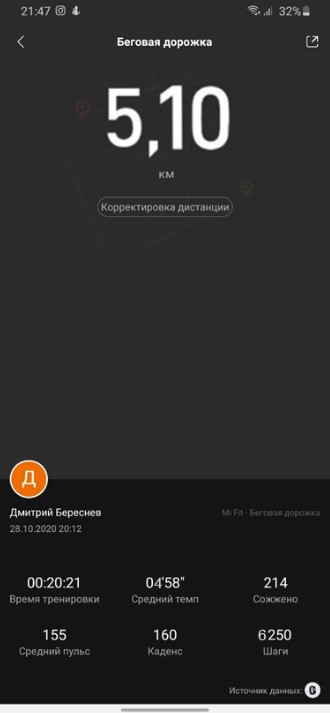 21:47 32%
Беговая дорожка
5,10
км
Корректировка дистанции
Д
Дмитрий Береснев
Mi Fit - Беговая дорожка
28.10.2020 20:12
00:20:21 04'58" 214
Время тренировки Средний темп Сожжено
155 160 6250
Средний пульс Каденс Шаги
Источник данных: